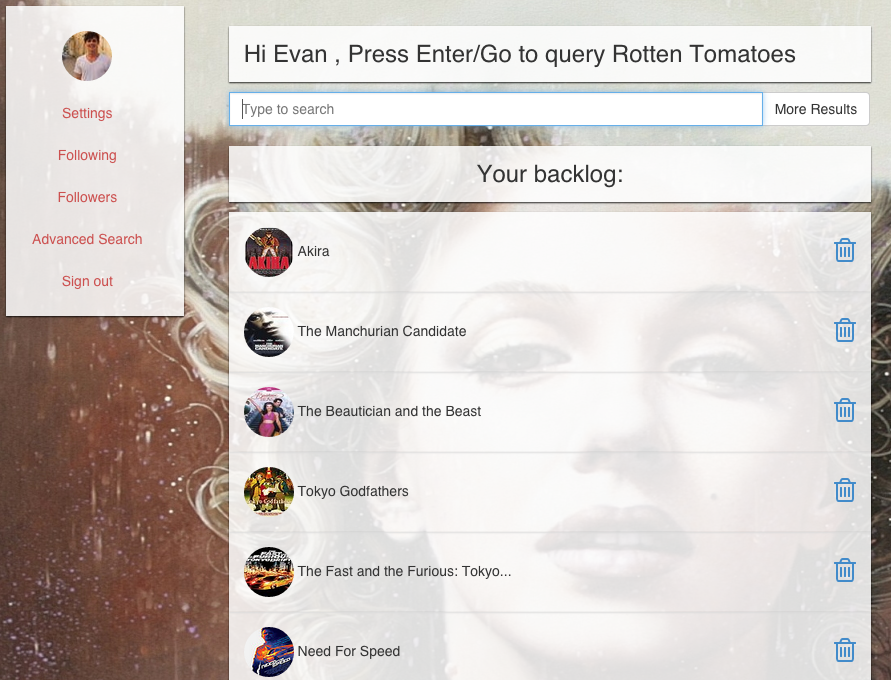 Hi Evan , Press Enter/Go to query Rotten Tomatoes
Type to search
More Results
Settings
Following
Followers
Advanced Search
Sign out
Your backlog:
AKIRA
Akira
The Manchurian Candidate
The Beautician and the Beast
Tokyo Godfathers
The Fast and the Furious: Tokyo...
Need For Speed